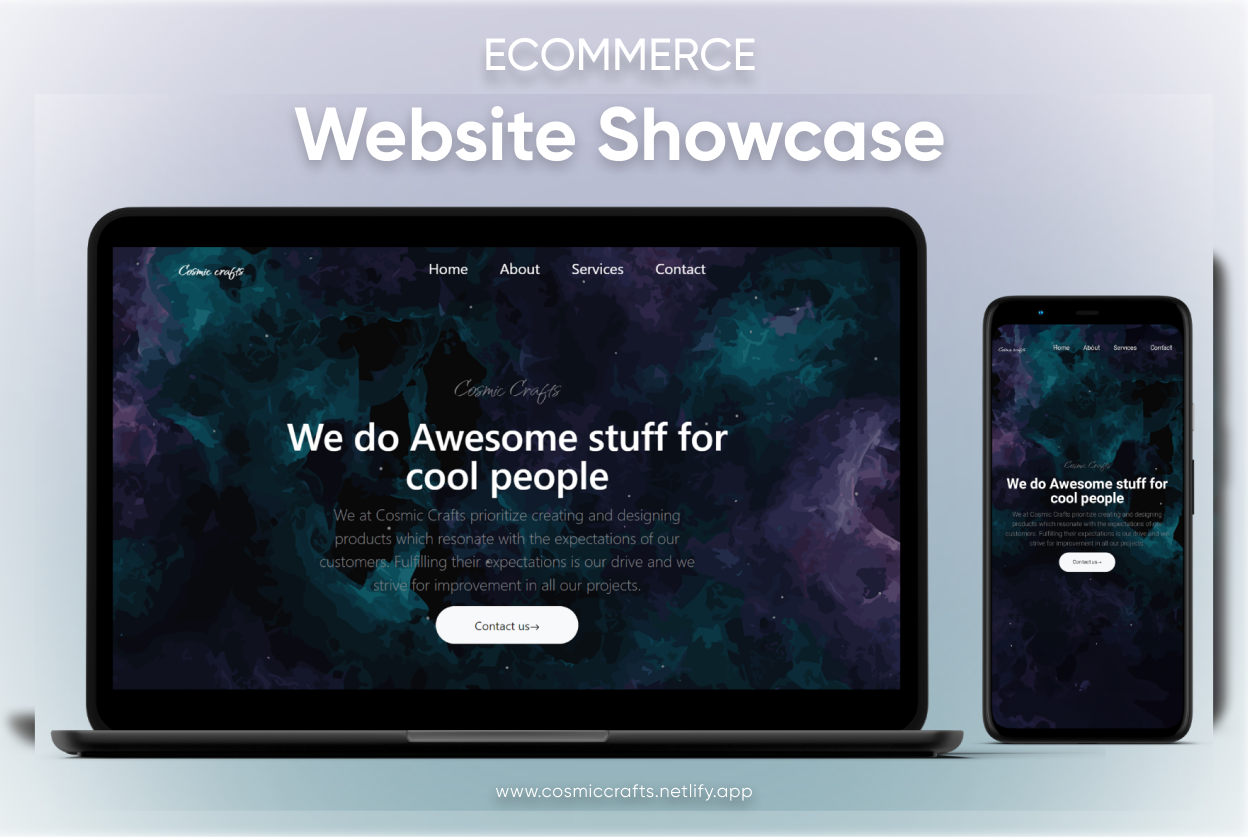 ECOMMERCE
Website Showcase
Cosmic crafts
Home About Services Contact
Cosmic Crafts
We do Awesome stuff for
cool people
We at Cosmic Crafts prioritize creating and designing
products which resonate with the expectations of our
customers. Fulfilling their expectations is our drive and we
strive for improvement in all our projects.
Contact us→
Cosmic crafts
Home About Services Contact
Cosmic Crafts
We do Awesome stuff for
cool people
We at Cosmic Crafts prioritize creating and designing
products which resonate with the expectations of our
customers. Fulfilling their expectations is our drive and we
strive for improvement in all our projects.
Contact us→
www.cosmiccrafts.netlify.app